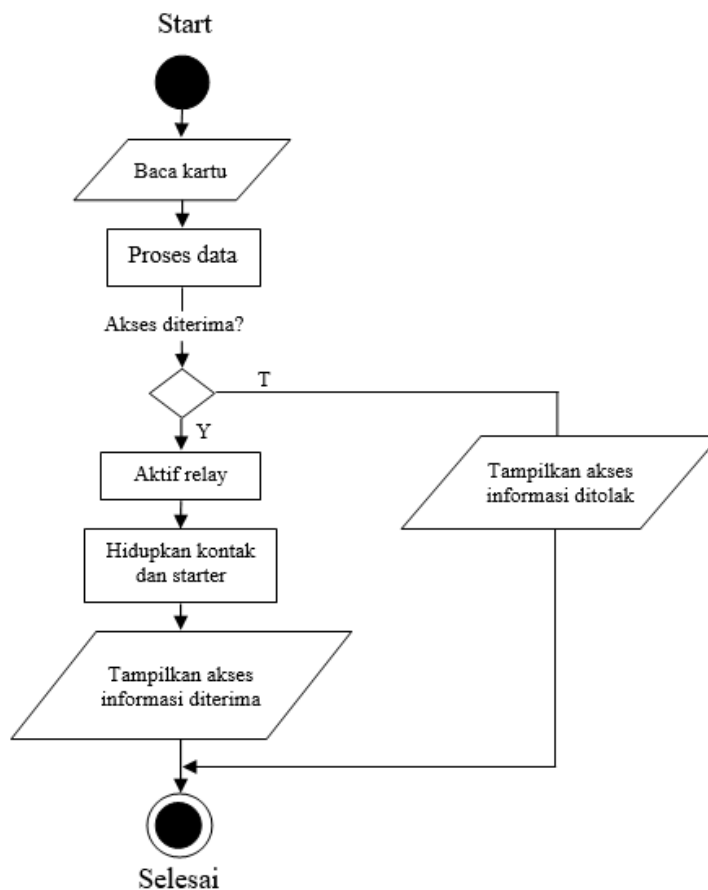 Start
Baca kartu
Proses data
Akses diterima?
T
Y
Aktif relay
Tampilkan akses
informasi ditolak
Hidupkan kontak
dan starter
Tampilkan akses
informasi diterima
Selesai